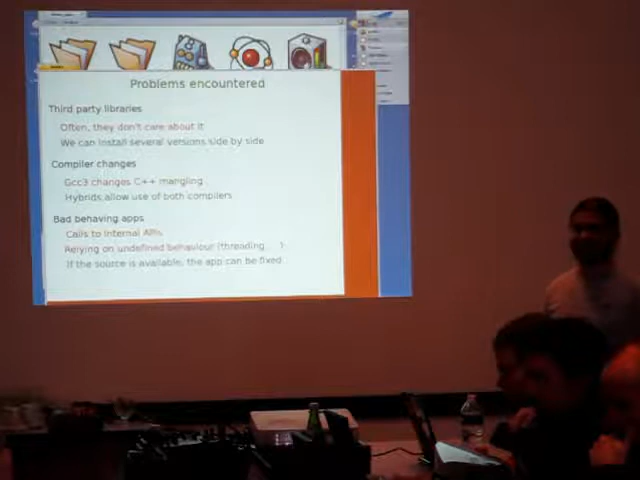 Problems encountered
Third party libraries
Often, they don't care about it
We can install several versions side by side
Compiler changes
Gcc3 changes C++ mangling
Hybrids allow use of both compilers
Bad behaving apps
Calls to internal APIs
Relying on undefined behaviour (threading... )
If the source is available, the app can be fixed